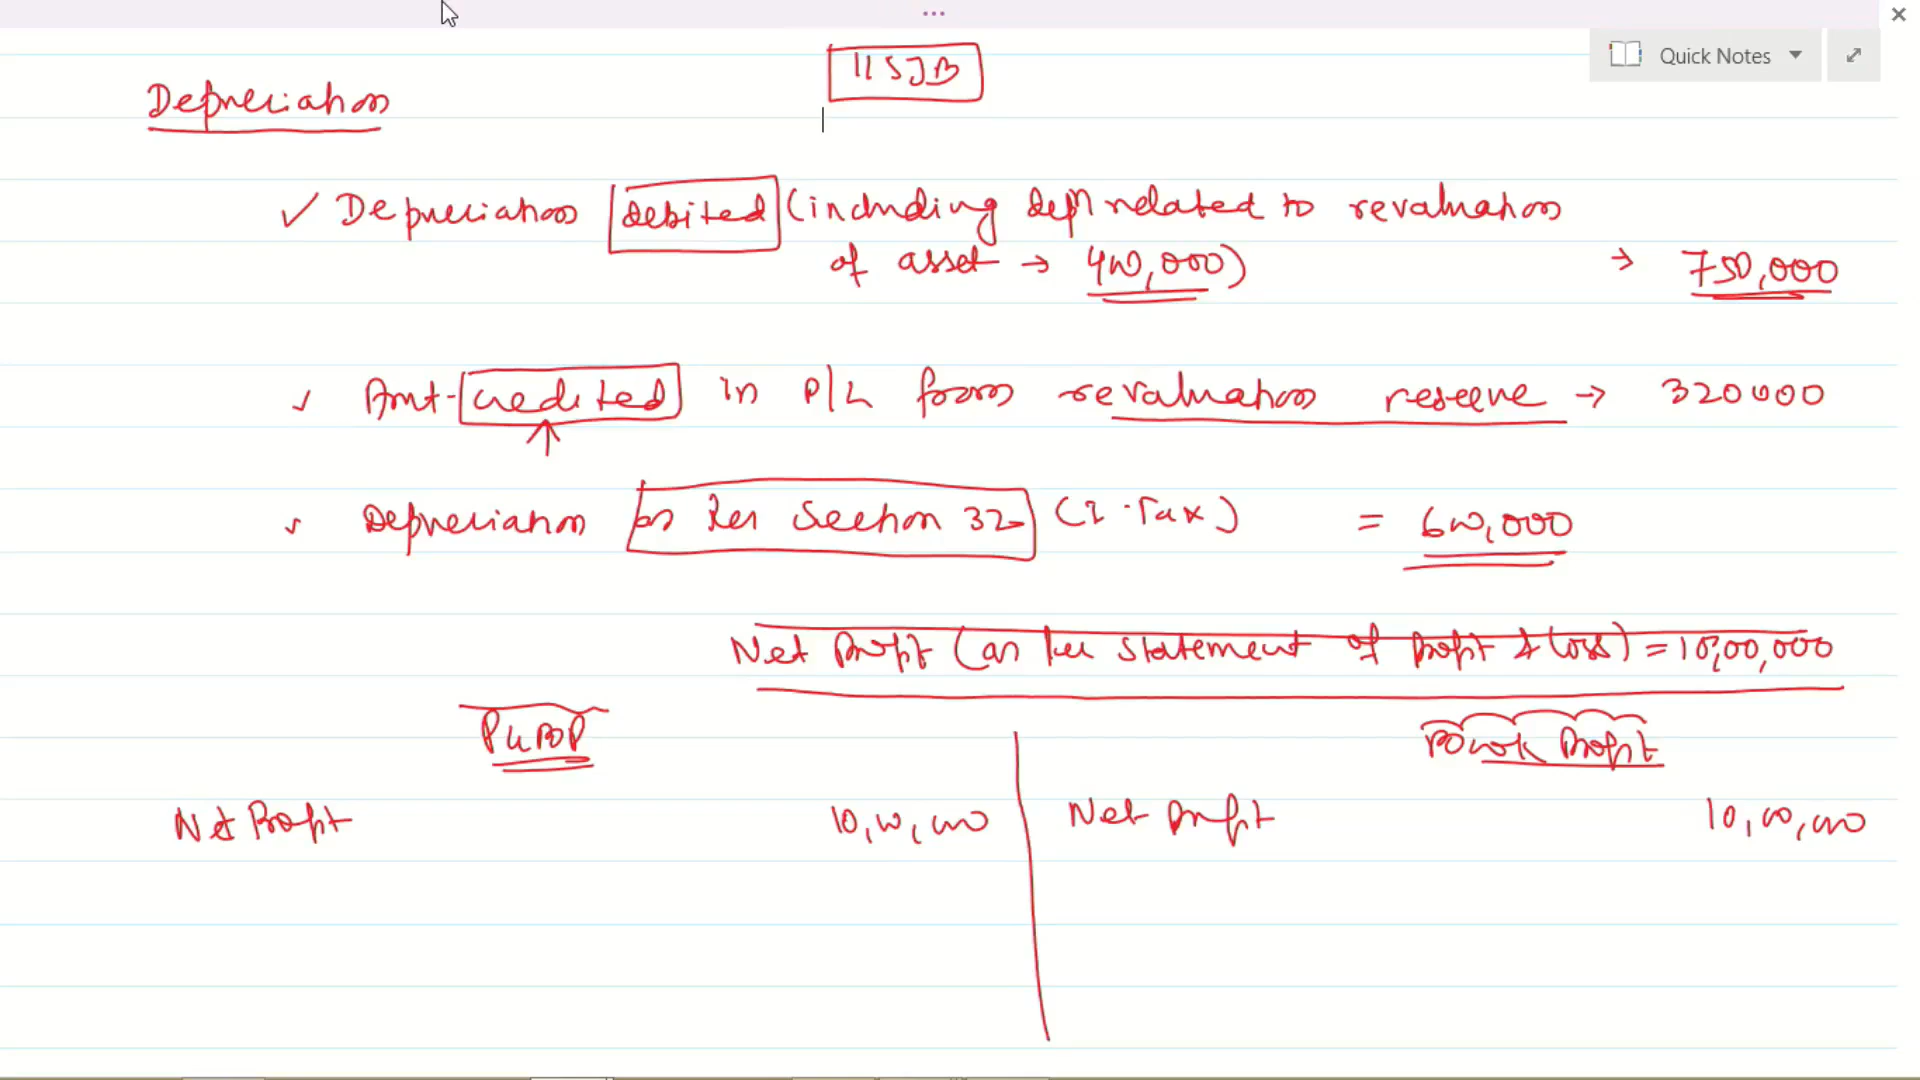 115JB
Quick Notes
Depreciation
✓ Depreciation debited (including depn related to revaluation
of asset → 400,000) → 750,000
✓ Amt. credited in P/L from revaluation reserve → 320000
✓ Depreciation as per Section 32 (I.Tax) = 600,000
Net Profit (as per statement of Profit & Loss) = 10,00,000
PGBP Book Profit
Net Profit 10,00,000 Net Profit 10,00,000